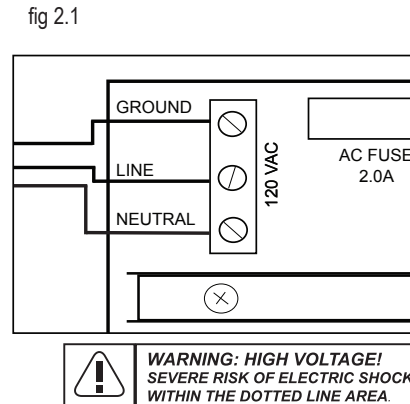 fig 2.1
GROUND
LINE
NEUTRAL
120 VAC
AC FUSE
2.0A
WARNING: HIGH VOLTAGE!
SEVERE RISK OF ELECTRIC SHOCK
WITHIN THE DOTTED LINE AREA.